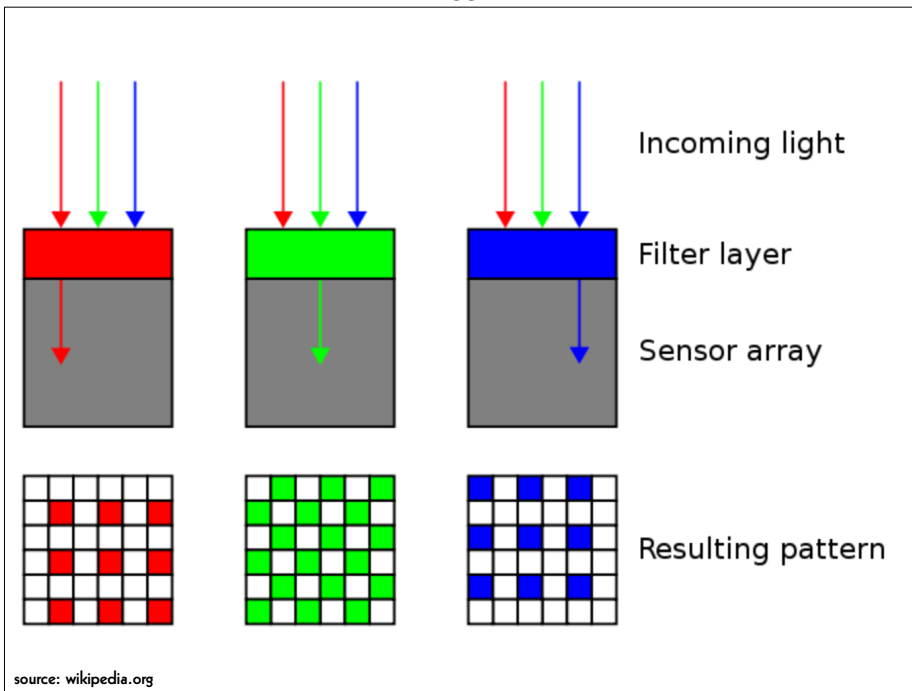 Incoming light
Filter layer
Sensor array
Resulting pattern
source: wikipedia.org